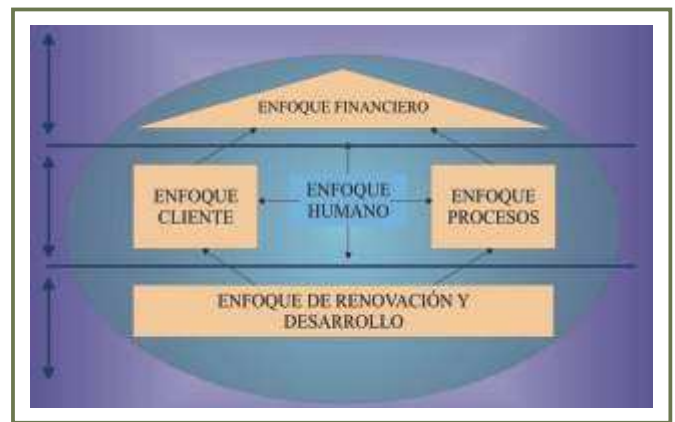 ENFOQUE FINANCIERO
ENFOQUE
CLIENTE
ENFOQUE
HUMANO
ENFOQUE
PROCESOS
ENFOQUE DE RENOVACIÓN Y
DESARROLLO